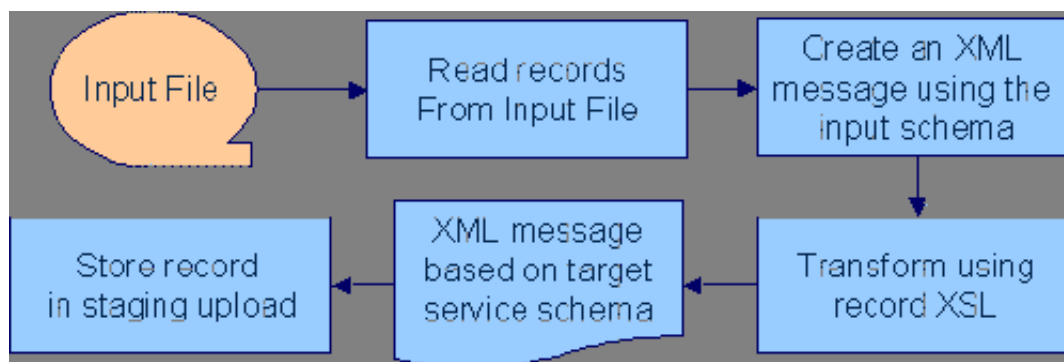 Input File
Read records
From Input File
Create an XML
message using the
input schema
Transform using
record XSL
XML message
based on target
service schema
Store record
in staging upload